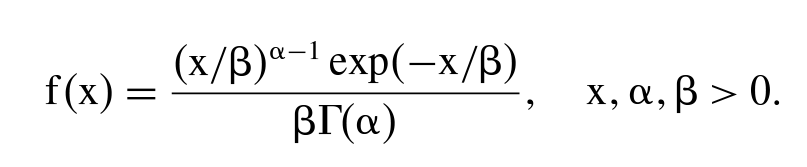 f(x) = (x/β)^{α−1} exp(−x/β) / βΓ(α), x, α, β > 0.